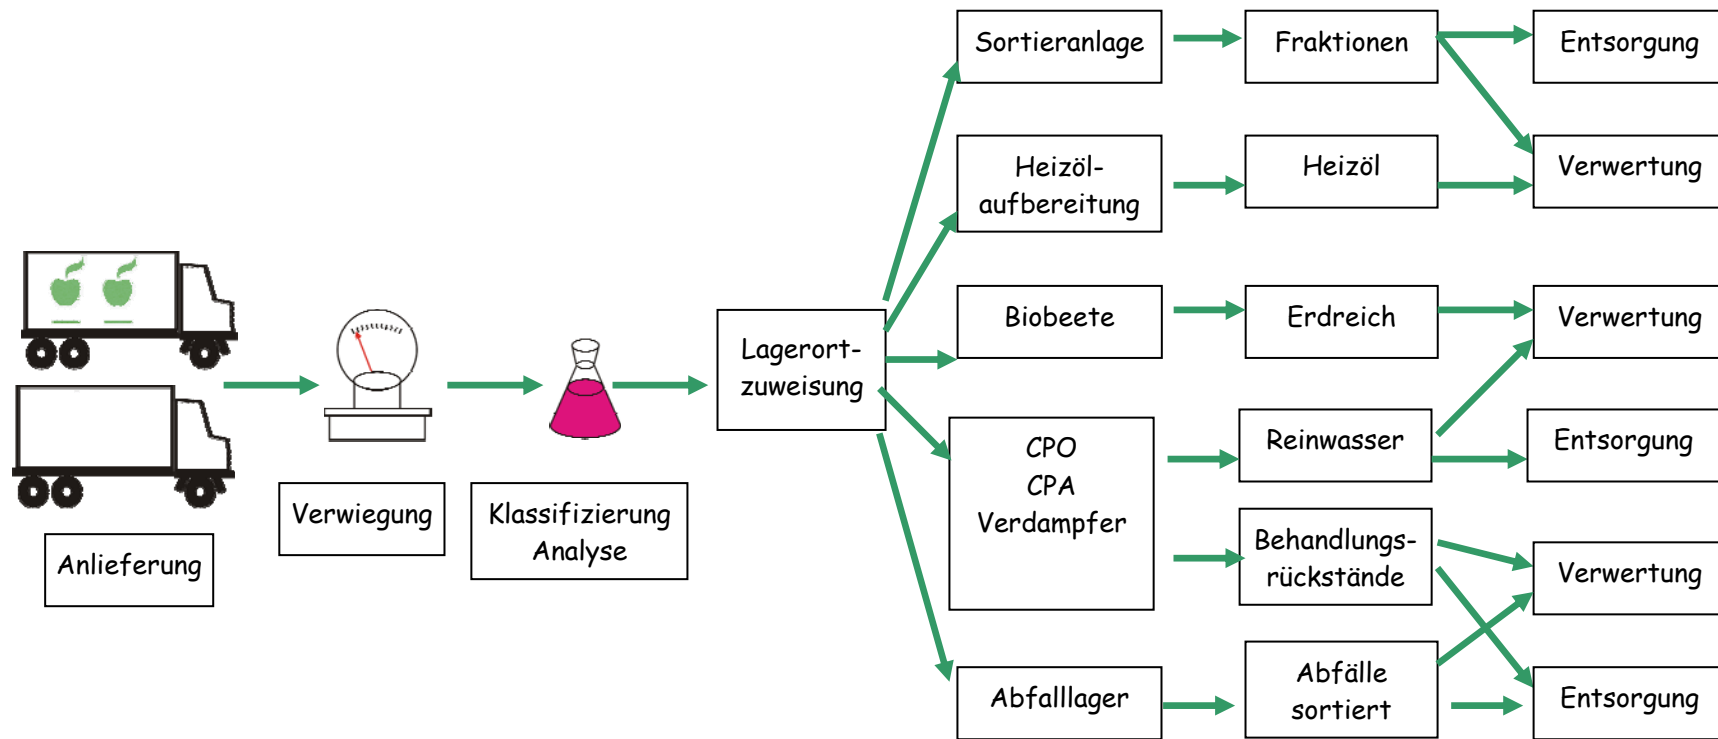 Sortieranlage
Fraktionen
Entsorgung
Heizöl-
aufbereitung
Heizöl
Verwertung
Biobeete
Erdreich
Verwertung
Lagerort-
zuweisung
CPO
CPA
Verdampfer
Reinwasser
Entsorgung
Verwiegung
Klassifizierung
Analyse
Anlieferung
Behandlungs-
rückstände
Verwertung
Abfalllager
Abfälle
sortiert
Entsorgung